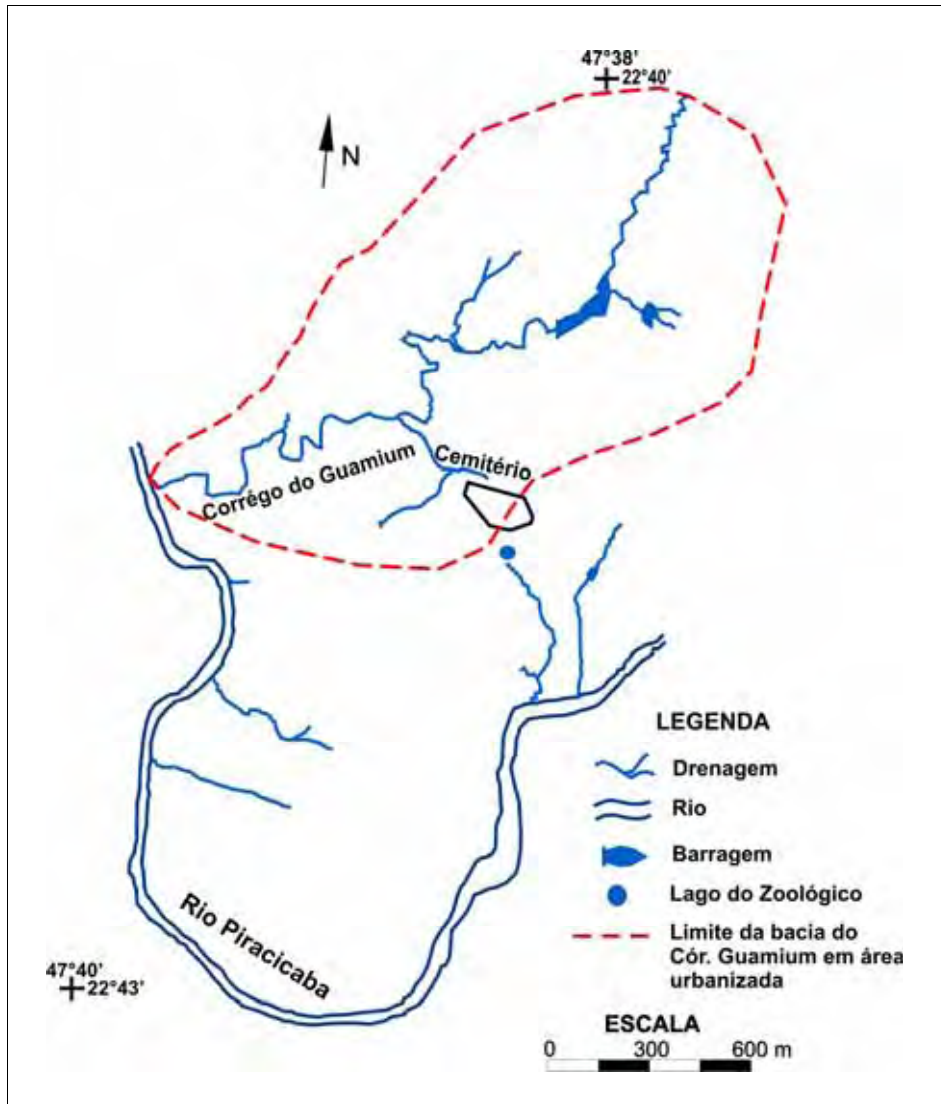 47°38'
22°40'
N
Cemitério
Corrêgo do Guamium
LEGENDA
Drenagem
Rio
Barragem
Lago do Zoológico
Limite da bacia do
Cór. Guamium em área
urbanizada
Rio Piracicaba
47°40'
22°43'
ESCALA
0 300 600 m